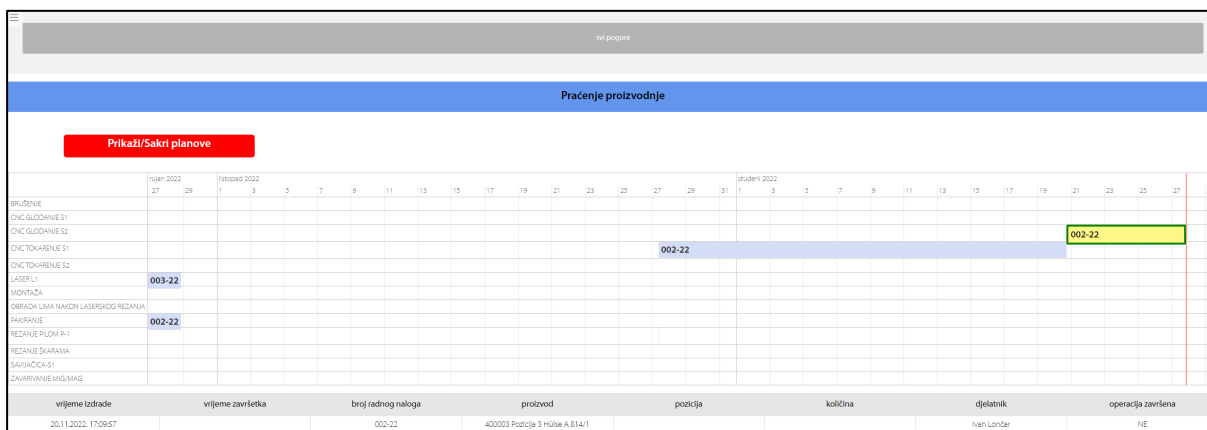 svi pogoni
Praćenje proizvodnje
Prikaži/Sakri planove
rujan 2022 listopad 2022 studeni 2022
27 29 1 3 5 7 9 11 13 15 17 19 21 23 25 27 29 31 1 3 5 7 9 11 13 15 17 19 21 23 25 27
BRUŠENJE
CNC GLODANJE S1
CNC GLODANJE S2 002-22
CNC TOKARENJE S1 002-22
CNC TOKARENJE S2
LASER L1 003-22
MONTAŽA
OBRADA LIMA NAKON LASERSKOG REZANJA
PAKIRANJE 002-22
REZANJE PILOM P-1
REZANJE ŠKARAMA
SAVIJAČICA-S1
ZAVARIVANJE MIG/MAG
vrijeme izdrade vrijeme završetka broj radnog naloga proizvod pozicija količina djelatnik operacija završena
20.11.2022. 17:09:57 002-22 400003 Pozicija 3 Hülse A 814/1 Ivan Lončar NE